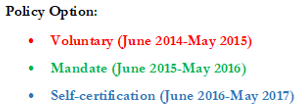 Policy Option:
• Voluntary (June 2014-May 2015)
• Mandate (June 2015-May 2016)
• Self-certification (June 2016-May 2017)